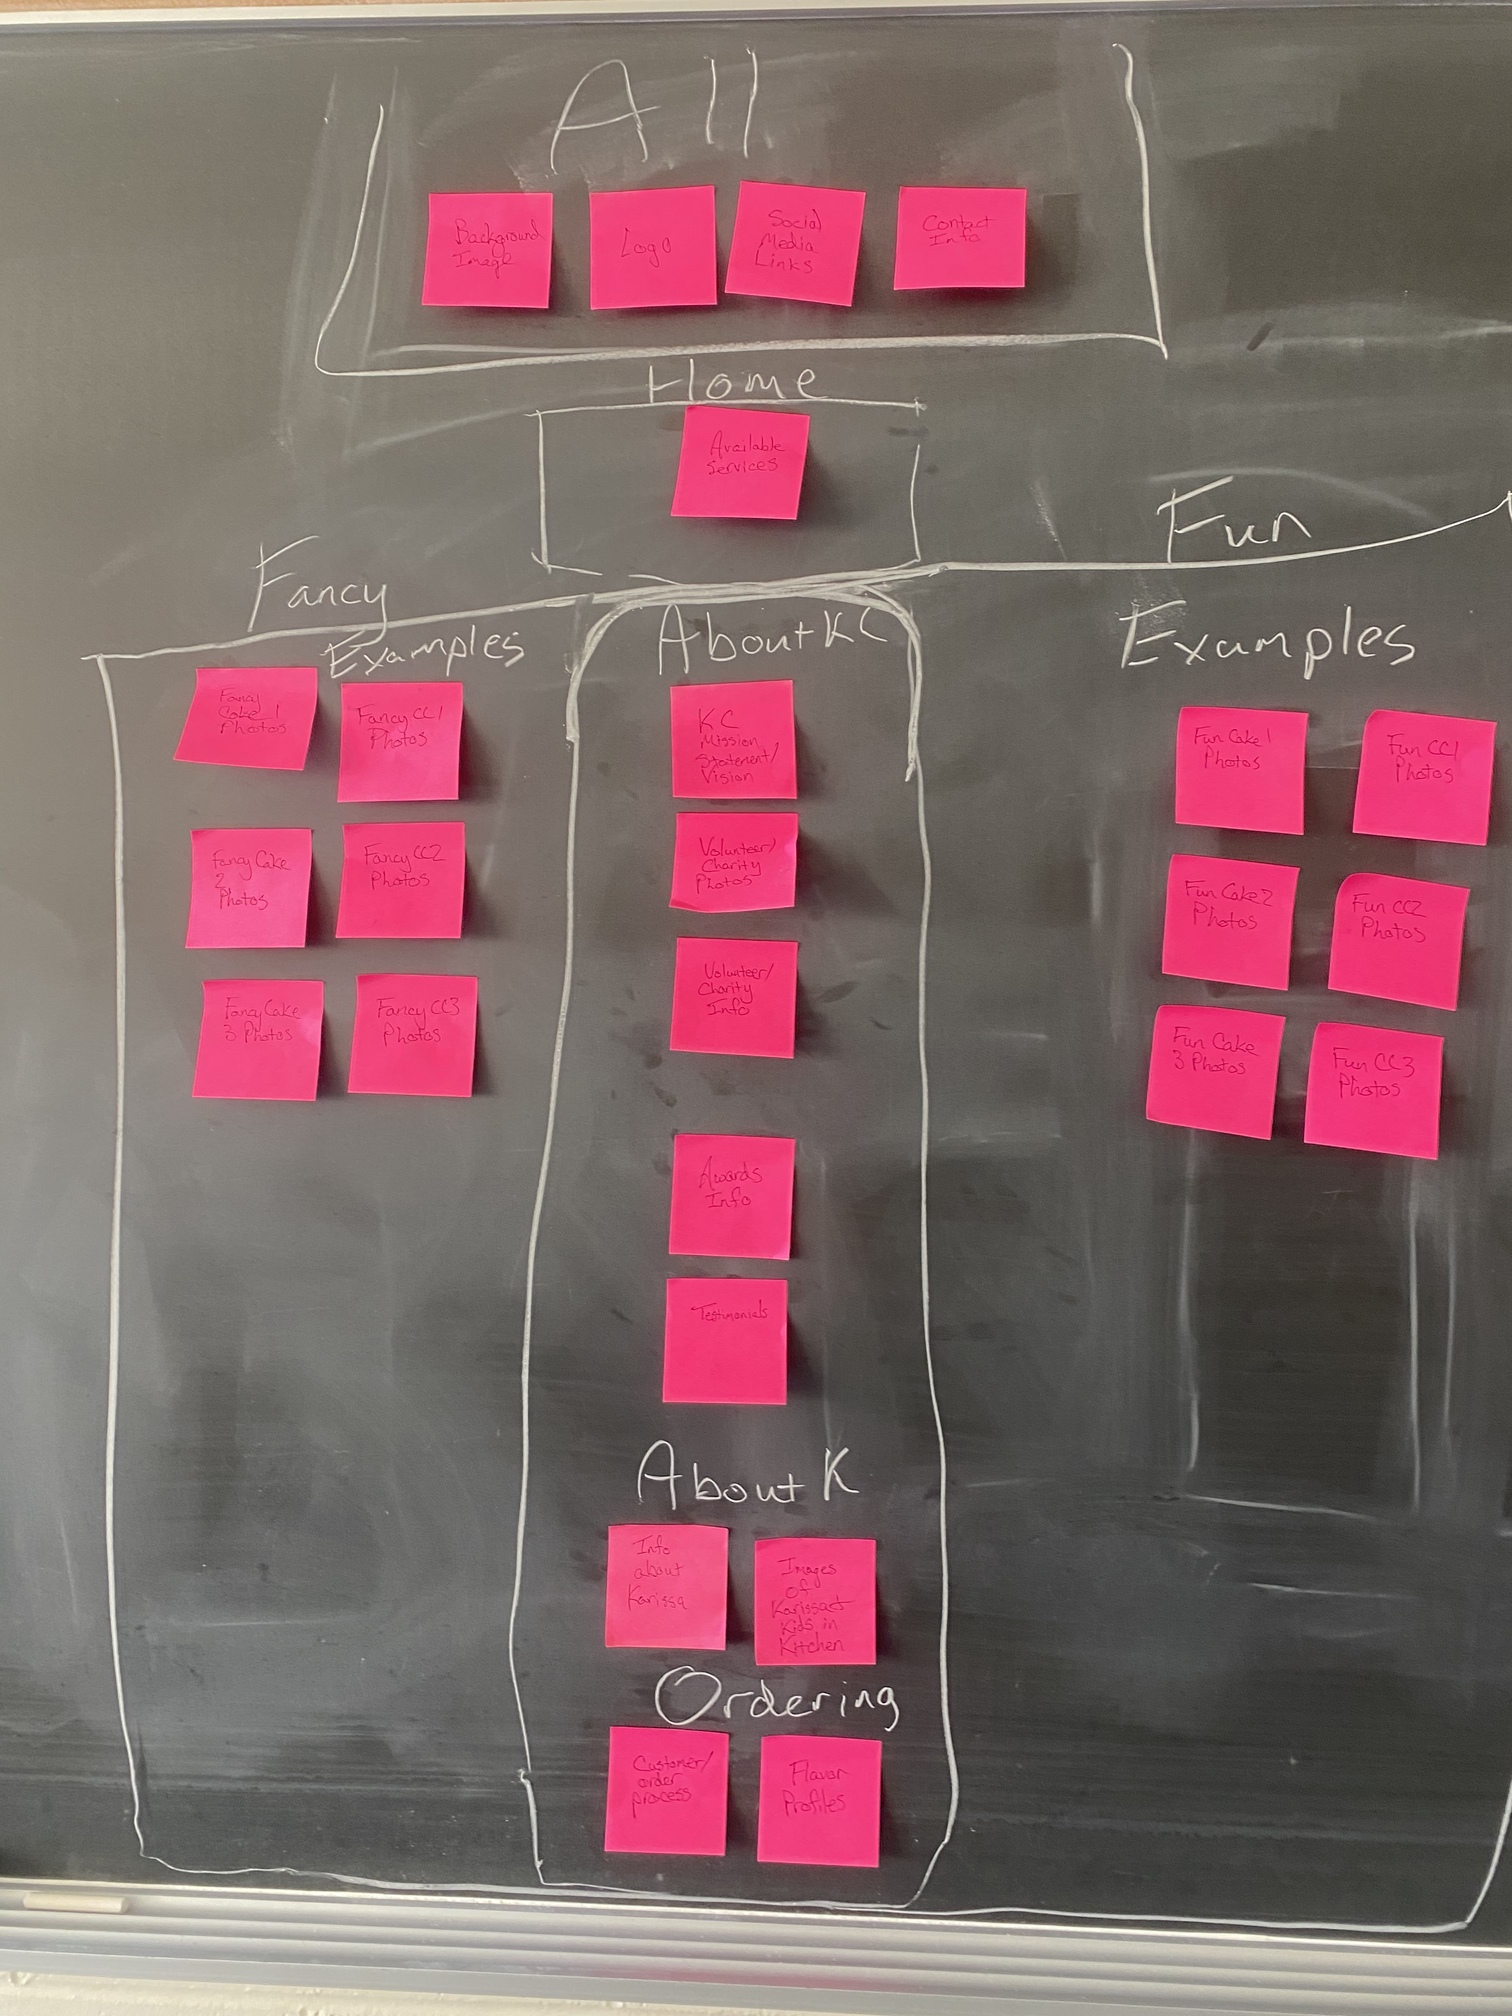 All
Background
Image
Logo
Social
Media
Links
Contact
Info
Home
Available
Services
Fancy
Fun
Examples
Fancy
Cake 1
Photos
Fancy CC1
Photos
Fancy Cake
2
Photos
Fancy CC2
Photos
Fancy Cake
3 Photos
Fancy CC3
Photos
About KC
KC
Mission
Statement/
Vision
Volunteer/
Charity
Photos
Volunteer/
Charity
Info
Awards
Info
Testimonials
About K
Info
about
Karissa
Images
of
Karissa+
Kids in
Kitchen
Ordering
Customer/
order
process
Flavor
Profiles
Examples
Fun Cake 1
Photos
Fun CC1
Photos
Fun Cake 2
Photos
Fun CC2
Photos
Fun Cake
3 Photos
Fun CC3
Photos